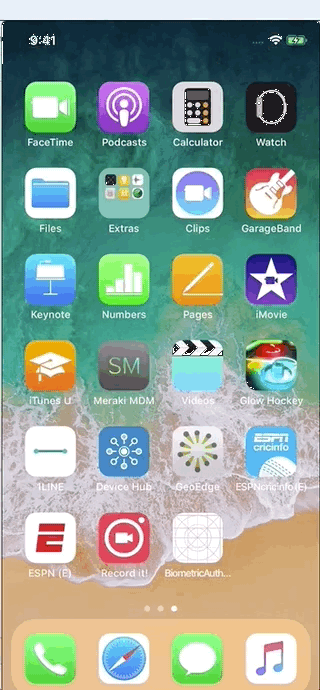 9:41
FaceTime Podcasts Calculator Watch
Files Extras Clips GarageBand
Keynote Numbers Pages iMovie
SM
iTunes U Meraki MDM Videos Glow Hockey
ESPN
cricinfo
1LINE Device Hub GeoEdge ESPNcricinfo (E)
E
ESPN (E) Record it! BiometricAuth...